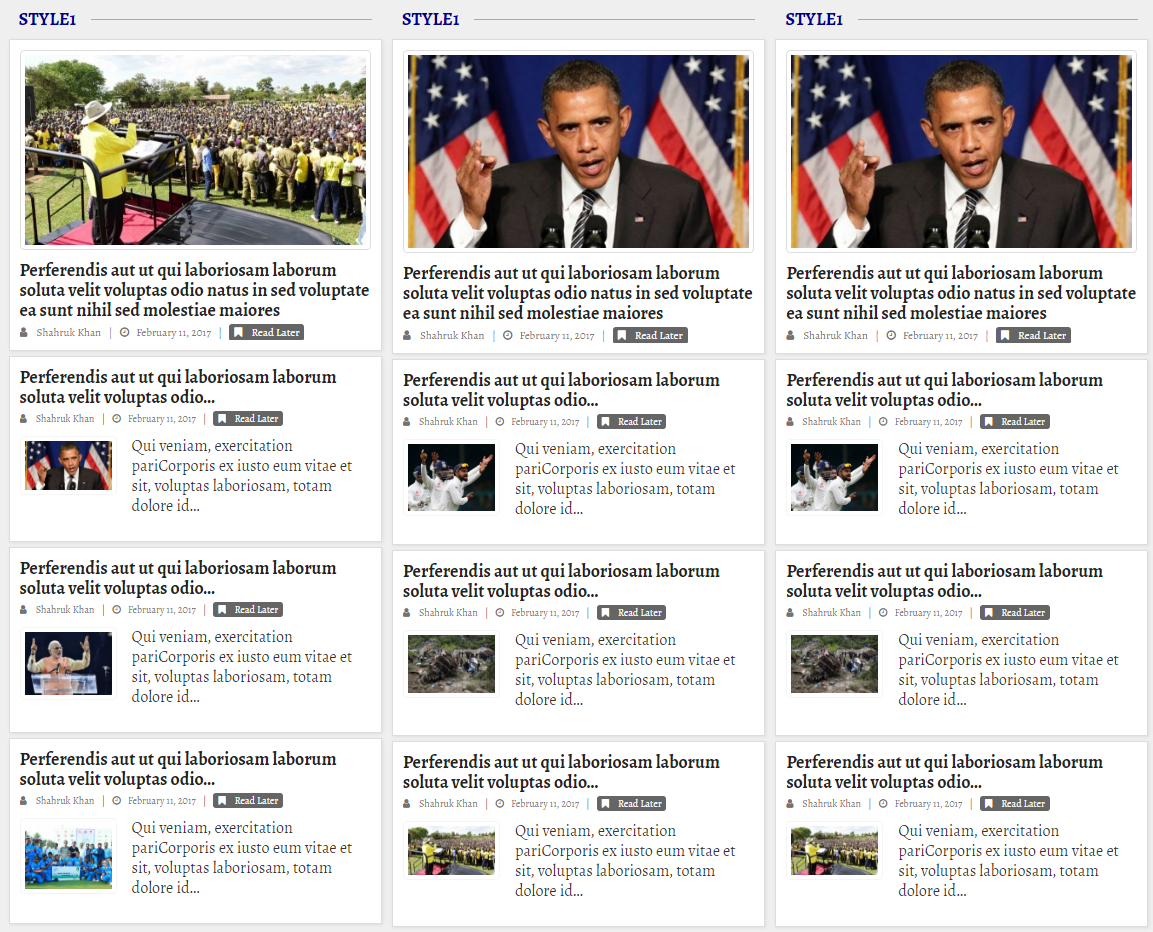 STYLE1
Perferendis aut ut qui laboriosam laborum
soluta velit voluptas odio natus in sed voluptate
ea sunt nihil sed molestiae maiores
Shahruk Khan | February 11, 2017 | Read Later
Perferendis aut ut qui laboriosam laborum
soluta velit voluptas odio...
Shahruk Khan | February 11, 2017 | Read Later
Qui veniam, exercitation
pariCorporis ex iusto eum vitae et
sit, voluptas laboriosam, totam
dolore id...
Perferendis aut ut qui laboriosam laborum
soluta velit voluptas odio...
Shahruk Khan | February 11, 2017 | Read Later
Qui veniam, exercitation
pariCorporis ex iusto eum vitae et
sit, voluptas laboriosam, totam
dolore id...
Perferendis aut ut qui laboriosam laborum
soluta velit voluptas odio...
Shahruk Khan | February 11, 2017 | Read Later
Qui veniam, exercitation
pariCorporis ex iusto eum vitae et
sit, voluptas laboriosam, totam
dolore id...
STYLE1
Perferendis aut ut qui laboriosam laborum
soluta velit voluptas odio natus in sed voluptate
ea sunt nihil sed molestiae maiores
Shahruk Khan | February 11, 2017 | Read Later
Perferendis aut ut qui laboriosam laborum
soluta velit voluptas odio...
Shahruk Khan | February 11, 2017 | Read Later
Qui veniam, exercitation
pariCorporis ex iusto eum vitae et
sit, voluptas laboriosam, totam
dolore id...
Perferendis aut ut qui laboriosam laborum
soluta velit voluptas odio...
Shahruk Khan | February 11, 2017 | Read Later
Qui veniam, exercitation
pariCorporis ex iusto eum vitae et
sit, voluptas laboriosam, totam
dolore id...
Perferendis aut ut qui laboriosam laborum
soluta velit voluptas odio...
Shahruk Khan | February 11, 2017 | Read Later
Qui veniam, exercitation
pariCorporis ex iusto eum vitae et
sit, voluptas laboriosam, totam
dolore id...
STYLE1
Perferendis aut ut qui laboriosam laborum
soluta velit voluptas odio natus in sed voluptate
ea sunt nihil sed molestiae maiores
Shahruk Khan | February 11, 2017 | Read Later
Perferendis aut ut qui laboriosam laborum
soluta velit voluptas odio...
Shahruk Khan | February 11, 2017 | Read Later
Qui veniam, exercitation
pariCorporis ex iusto eum vitae et
sit, voluptas laboriosam, totam
dolore id...
Perferendis aut ut qui laboriosam laborum
soluta velit voluptas odio...
Shahruk Khan | February 11, 2017 | Read Later
Qui veniam, exercitation
pariCorporis ex iusto eum vitae et
sit, voluptas laboriosam, totam
dolore id...
Perferendis aut ut qui laboriosam laborum
soluta velit voluptas odio...
Shahruk Khan | February 11, 2017 | Read Later
Qui veniam, exercitation
pariCorporis ex iusto eum vitae et
sit, voluptas laboriosam, totam
dolore id...